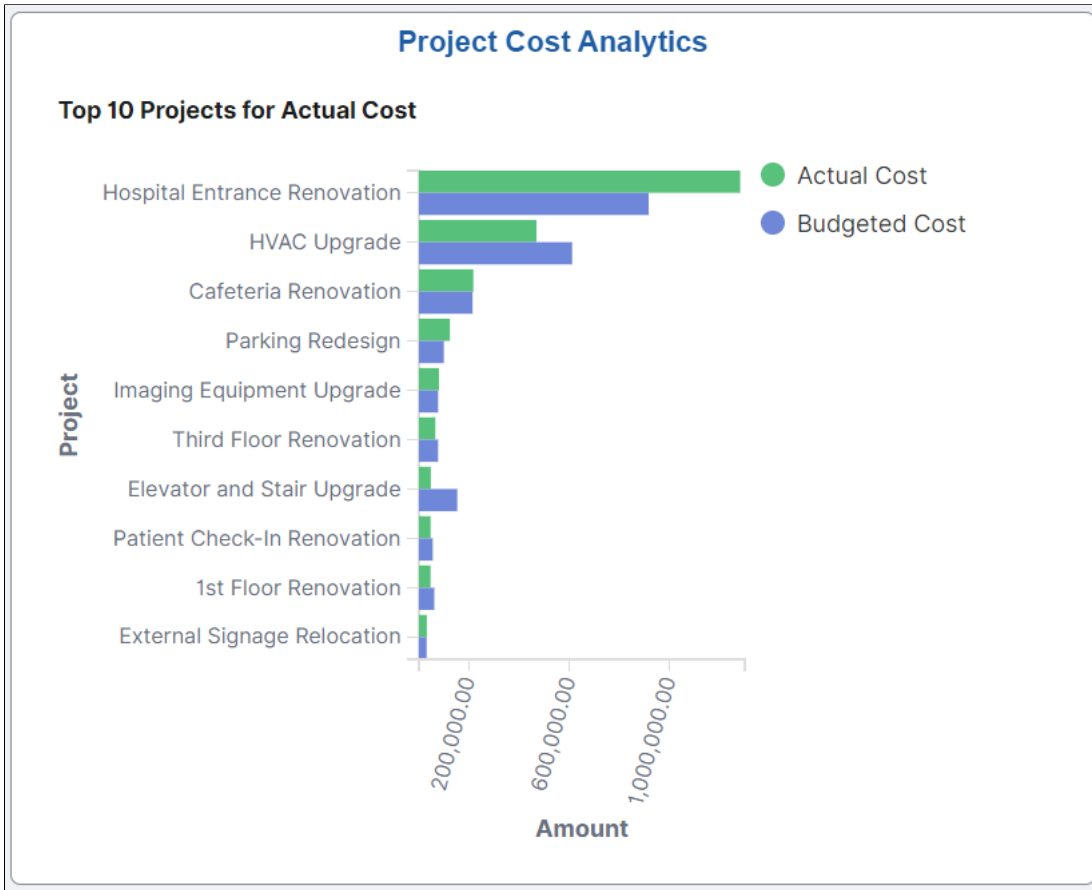 Project Cost Analytics
Top 10 Projects for Actual Cost
Actual Cost
Budgeted Cost
Project
Hospital Entrance Renovation
HVAC Upgrade
Cafeteria Renovation
Parking Redesign
Imaging Equipment Upgrade
Third Floor Renovation
Elevator and Stair Upgrade
Patient Check-In Renovation
1st Floor Renovation
External Signage Relocation
200,000.00
600,000.00
1,000,000.00
Amount